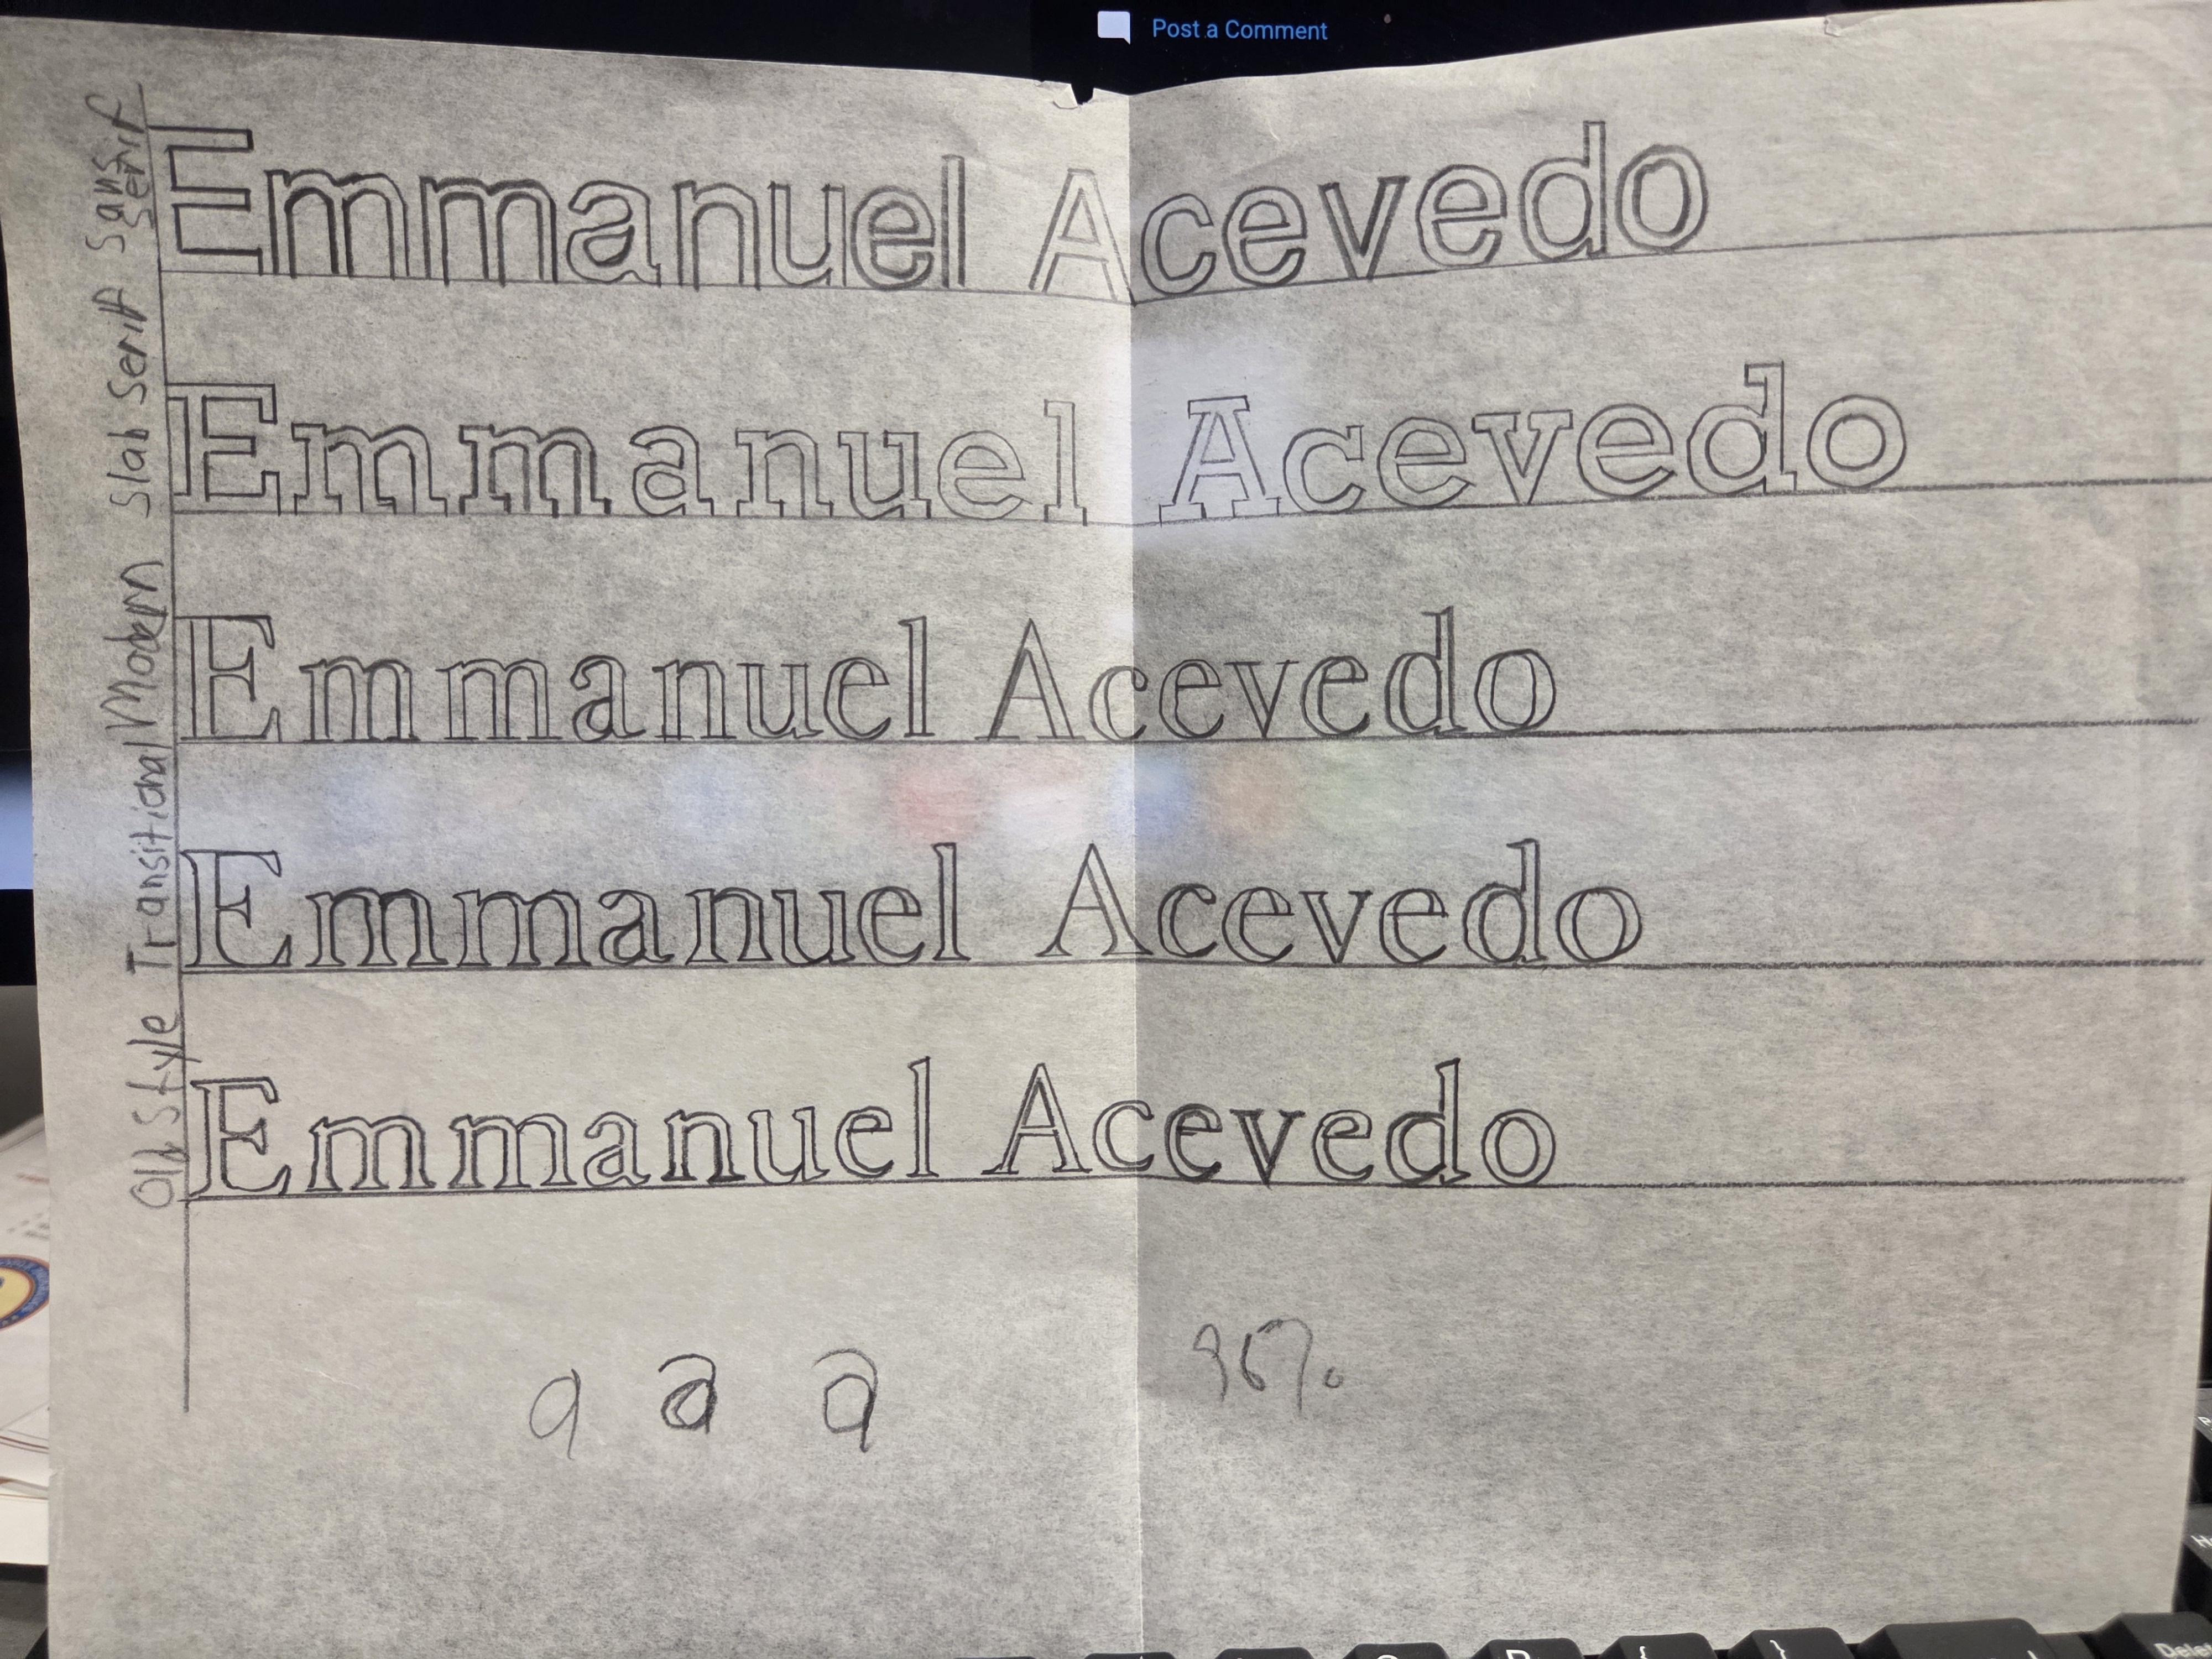 Post a Comment
Sans Serif
Emmanuel Acevedo
Slab Serif
Emmanuel Acevedo
Modern
Emmanuel Acevedo
Transitional
Emmanuel Acevedo
Old Style
Emmanuel Acevedo
a a a
96%